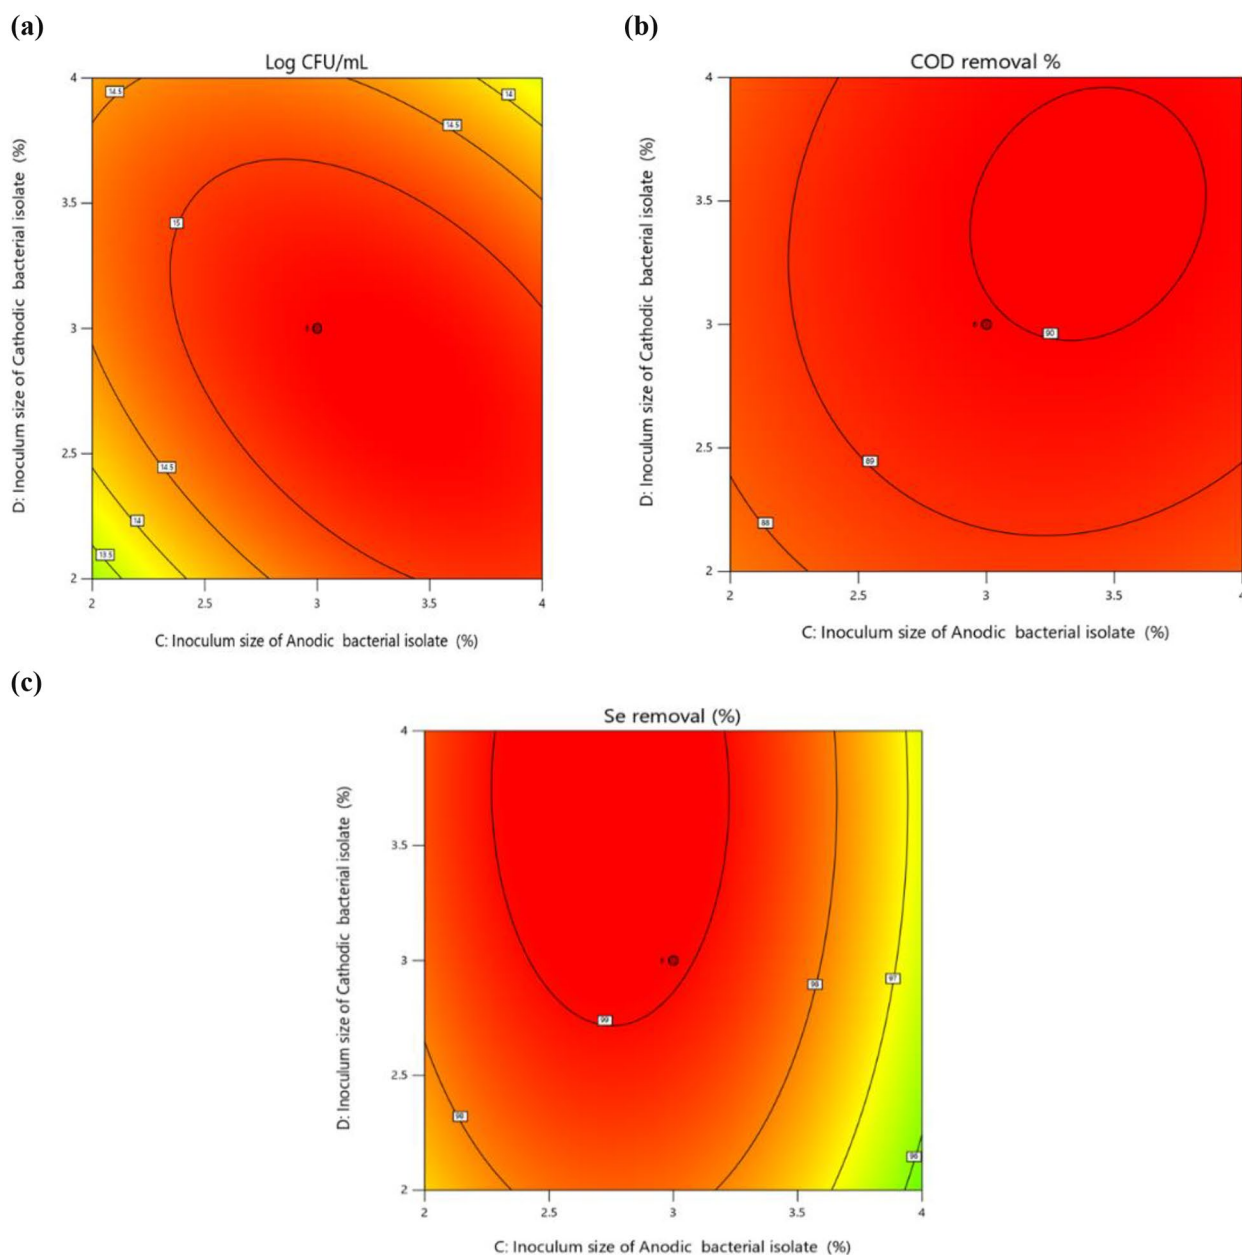 (a)
Log CFU/mL
4
3.5
3
2.5
2
2 2.5 3 3.5 4
D: Inoculum size of Cathodic bacterial isolate (%)
C: Inoculum size of Anodic bacterial isolate (%)
14.5
14
14.5
15
14.5
14
13.5
(b)
COD removal %
4
3.5
3
2.5
2
2 2.5 3 3.5 4
D: Inoculum size of Cathodic bacterial isolate (%)
C: Inoculum size of Anodic bacterial isolate (%)
90
89
88
(c)
Se removal (%)
4
3.5
3
2.5
2
2 2.5 3 3.5 4
D: Inoculum size of Cathodic bacterial isolate (%)
C: Inoculum size of Anodic bacterial isolate (%)
99
98
97
98
96